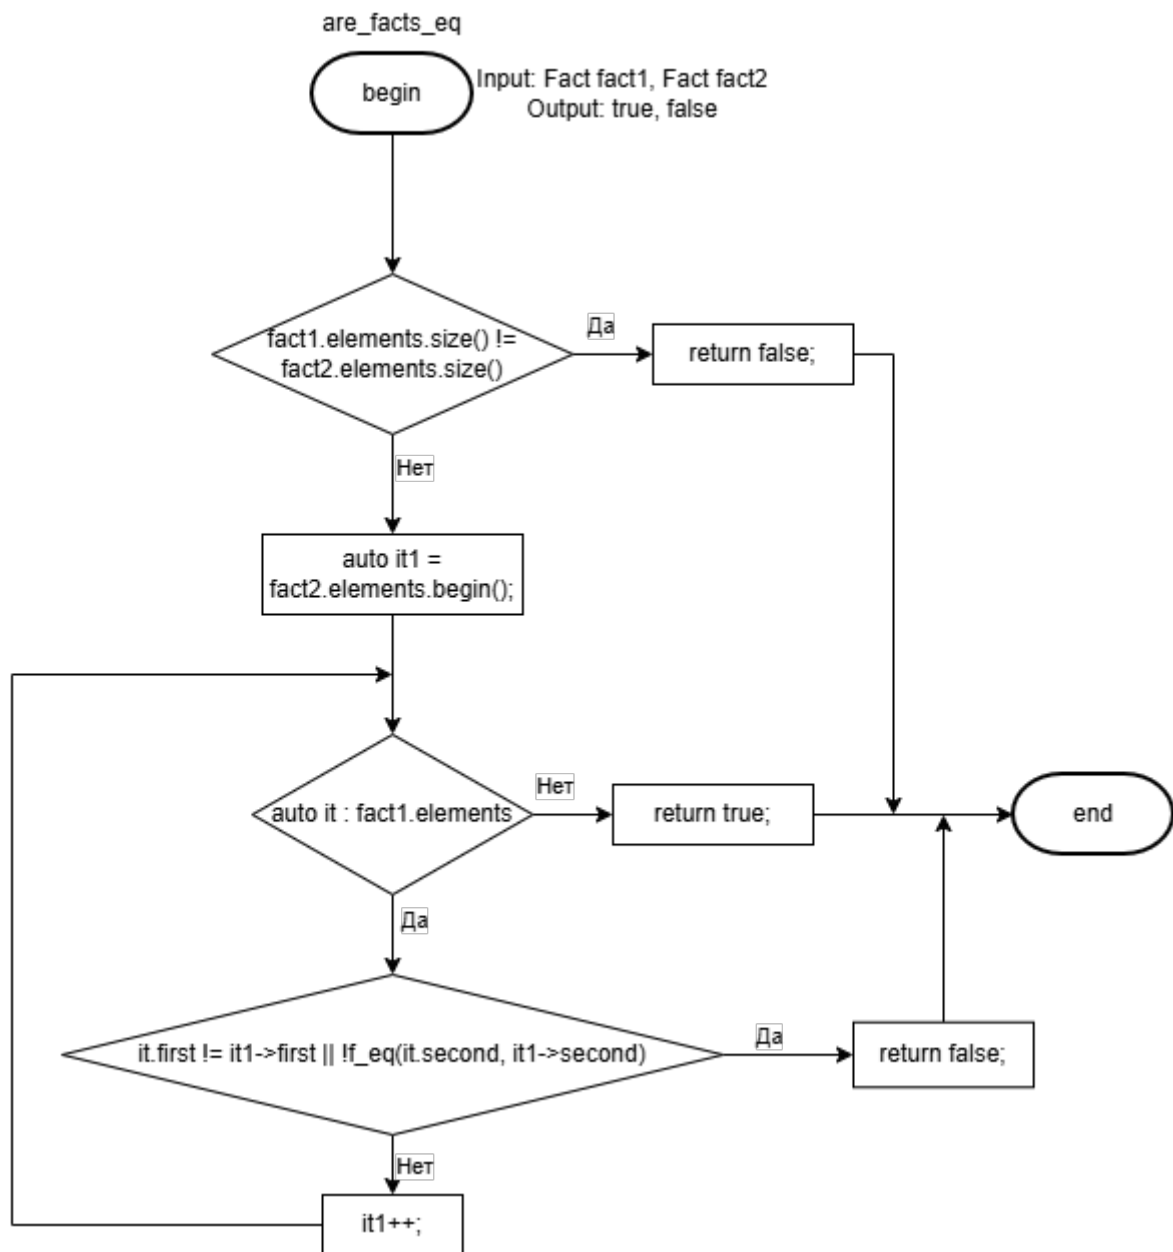 are_facts_eq
begin
Input: Fact fact1, Fact fact2
Output: true, false
fact1.elements.size() !=
fact2.elements.size()
Да
return false;
Нет
auto it1 =
fact2.elements.begin();
auto it : fact1.elements
Нет
return true;
end
Да
it.first != it1->first || !f_eq(it.second, it1->second)
Да
return false;
Нет
it1++;